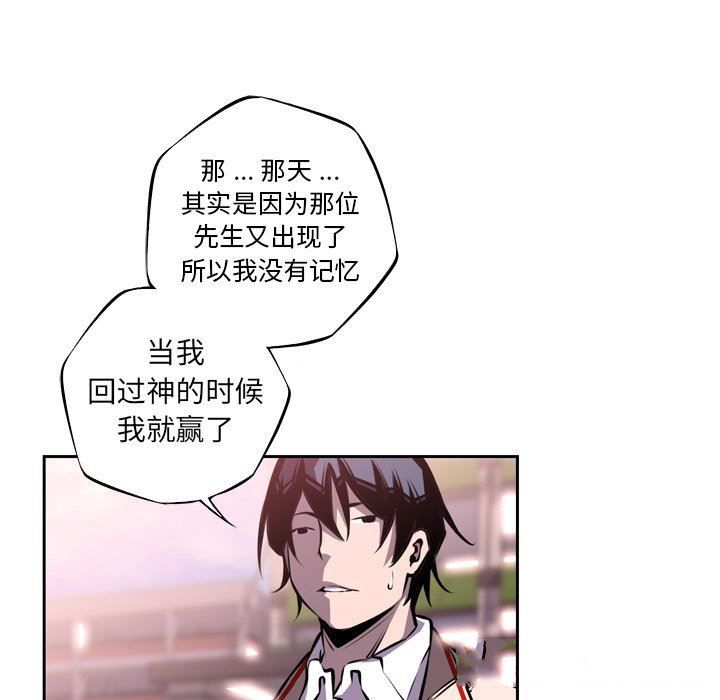 那 ... 那天 ...
其实是因为那位
先生又出现了
所以我没有记忆
当我
回过神的时候
我就赢了